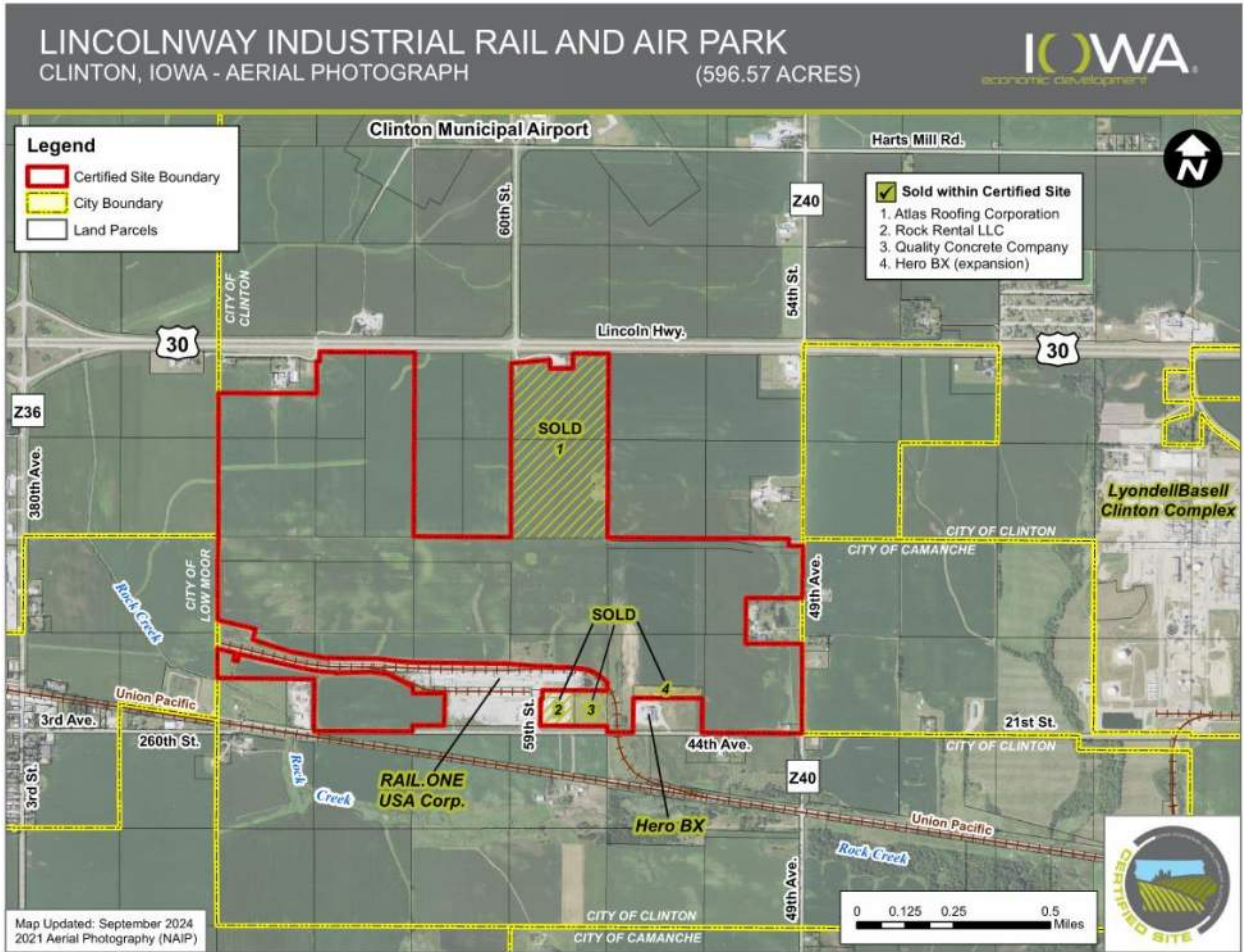 LINCOLNWAY INDUSTRIAL RAIL AND AIR PARK
CLINTON, IOWA - AERIAL PHOTOGRAPH (596.57 ACRES)
IOWA
economic development
Legend
Certified Site Boundary
City Boundary
Land Parcels
Clinton Municipal Airport
Harts Mill Rd.
60th St.
Z40
54th St.
Sold within Certified Site
1. Atlas Roofing Corporation
2. Rock Rental LLC
3. Quality Concrete Company
4. Hero BX (expansion)
N
CITY OF
CLINTON
30
Lincoln Hwy.
30
Z36
380th Ave.
SOLD
1
LyondellBasell
Clinton Complex
CITY OF CLINTON
CITY OF CAMANCHE
CITY OF
LOW MOOR
Rock Creek
49th Ave.
SOLD
4
2
3
59th St.
Union Pacific
3rd Ave.
260th St.
3rd St.
44th Ave.
21st St.
CITY OF CLINTON
Z40
Rock
Creek
RAIL.ONE
USA Corp.
Hero BX
Union Pacific
Rock Creek
49th Ave.
CITY OF CLINTON
CITY OF CAMANCHE
0 0.125 0.25 0.5
Miles
CERTIFIED SITE
Map Updated: September 2024
2021 Aerial Photography (NAIP)